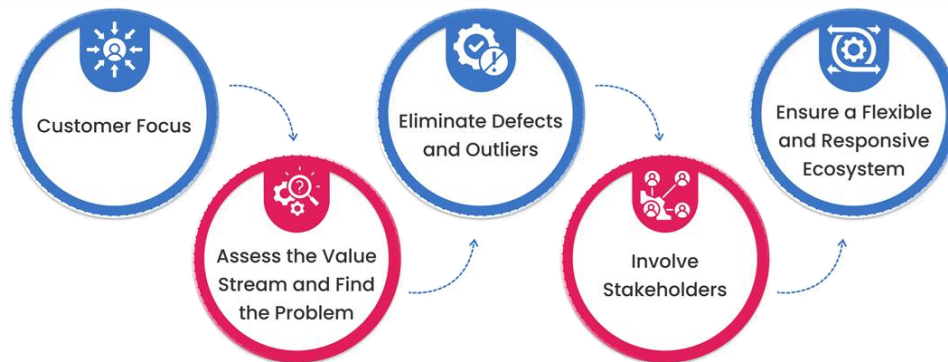 Customer Focus
Assess the Value
Stream and Find
the Problem
Eliminate Defects
and Outliers
Involve
Stakeholders
Ensure a Flexible
and Responsive
Ecosystem